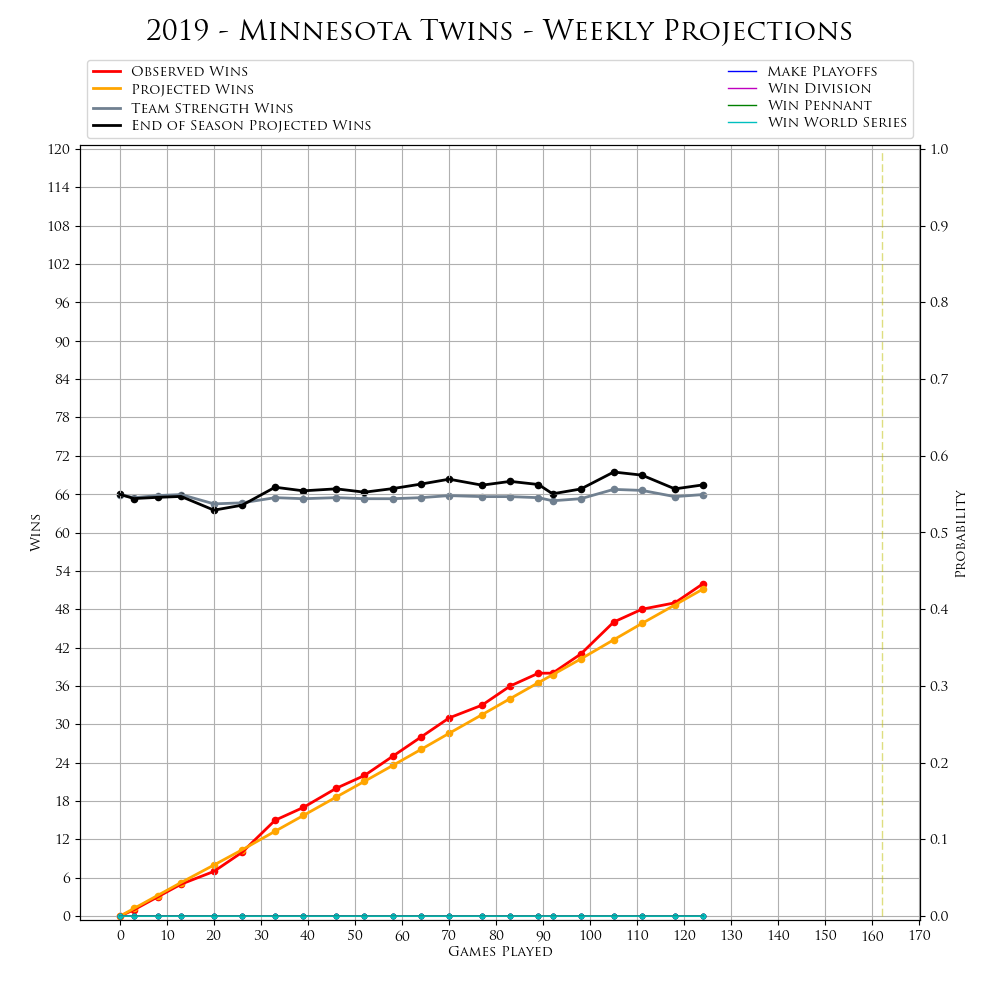 2019 - Minnesota Twins - Weekly Projections
Observed Wins
Projected Wins
Team Strength Wins
End of Season Projected Wins
Make Playoffs
Win Division
Win Pennant
Win World Series
120
114
108
102
96
90
84
78
72
66
60
54
48
42
36
30
24
18
12
6
0
Wins
1.0
0.9
0.8
0.7
0.6
0.5
0.4
0.3
0.2
0.1
0.0
Probability
0 10 20 30 40 50 60 70 80 90 100 110 120 130 140 150 160 170
Games Played